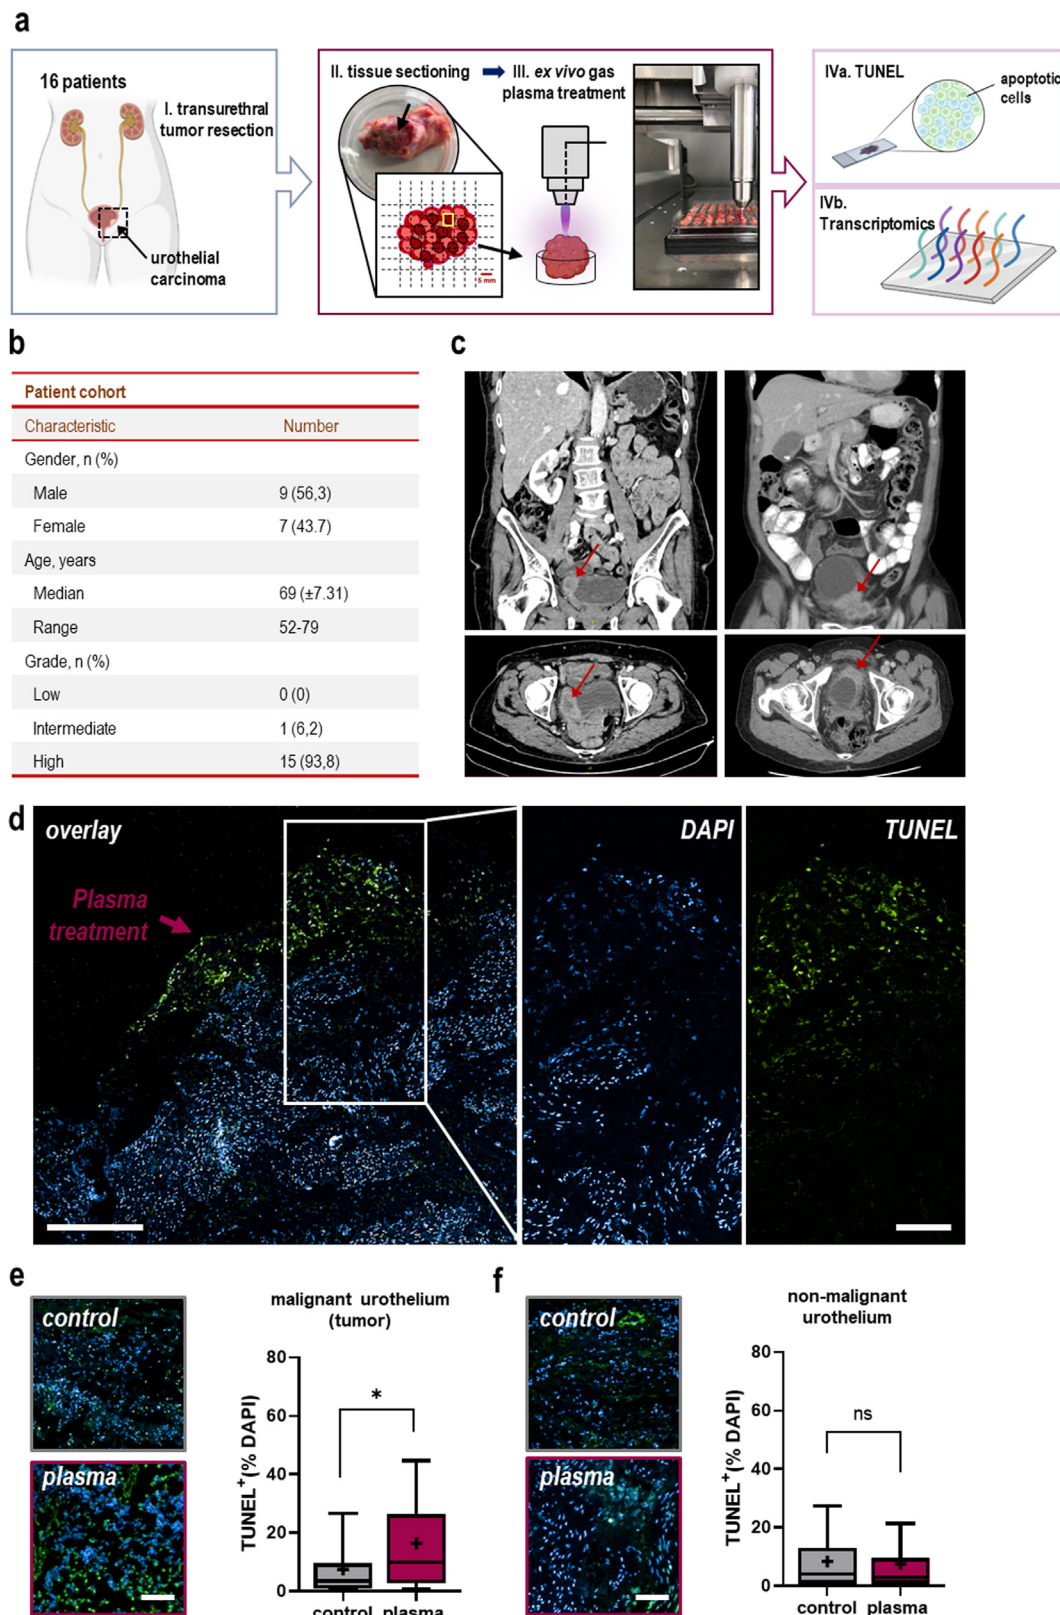 a
16 patients
I. transurethral
tumor resection
urothelial
carcinoma
II. tissue sectioning
III. ex vivo gas
plasma treatment
5 mm
IVa. TUNEL
apoptotic
cells
IVb.
Transcriptomics
b
Patient cohort
Characteristic Number
Gender, n (%)
Male 9 (56,3)
Female 7 (43.7)
Age, years
Median 69 (±7.31)
Range 52-79
Grade, n (%)
Low 0 (0)
Intermediate 1 (6,2)
High 15 (93,8)
c
d
overlay
Plasma
treatment
DAPI
TUNEL
e
control
plasma
malignant urothelium
(tumor)
TUNEL+(% DAPI)
80
60
40
20
0
*
control plasma
f
control
plasma
non-malignant
urothelium
TUNEL+(% DAPI)
80
60
40
20
0
ns
control plasma